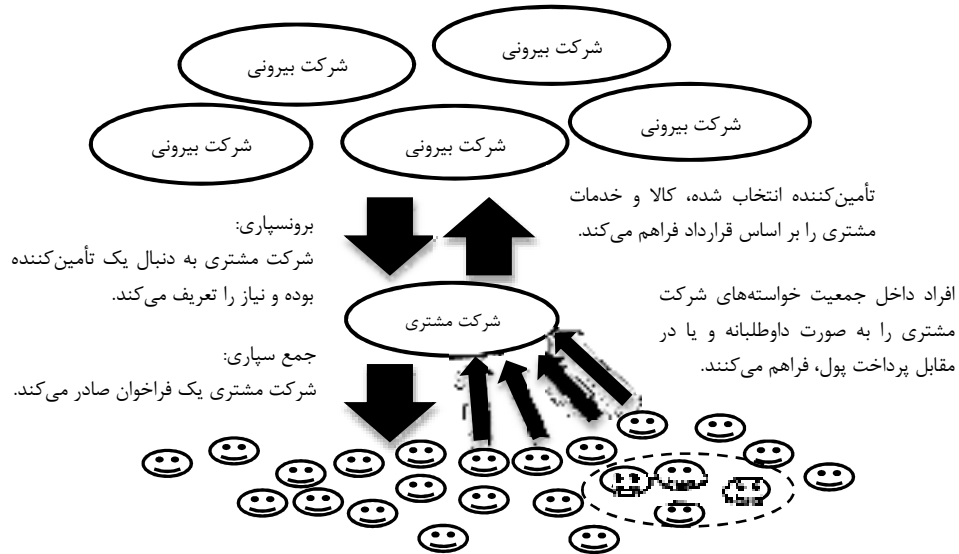 شرکت بیرونی
شرکت بیرونی
شرکت بیرونی
شرکت بیرونی
شرکت بیرونی
تأمین‌کننده انتخاب شده، کالا و خدمات
مشتری را بر اساس قرارداد فراهم می‌کند.
برونسپاری:
شرکت مشتری به دنبال یک تأمین‌کننده
بوده و نیاز را تعریف می‌کند.
افراد داخل جمعیت خواسته‌های شرکت
مشتری را به صورت داوطلبانه و یا در
مقابل پرداخت پول، فراهم می‌کنند.
شرکت مشتری
جمع سپاری:
شرکت مشتری یک فراخوان صادر می‌کند.